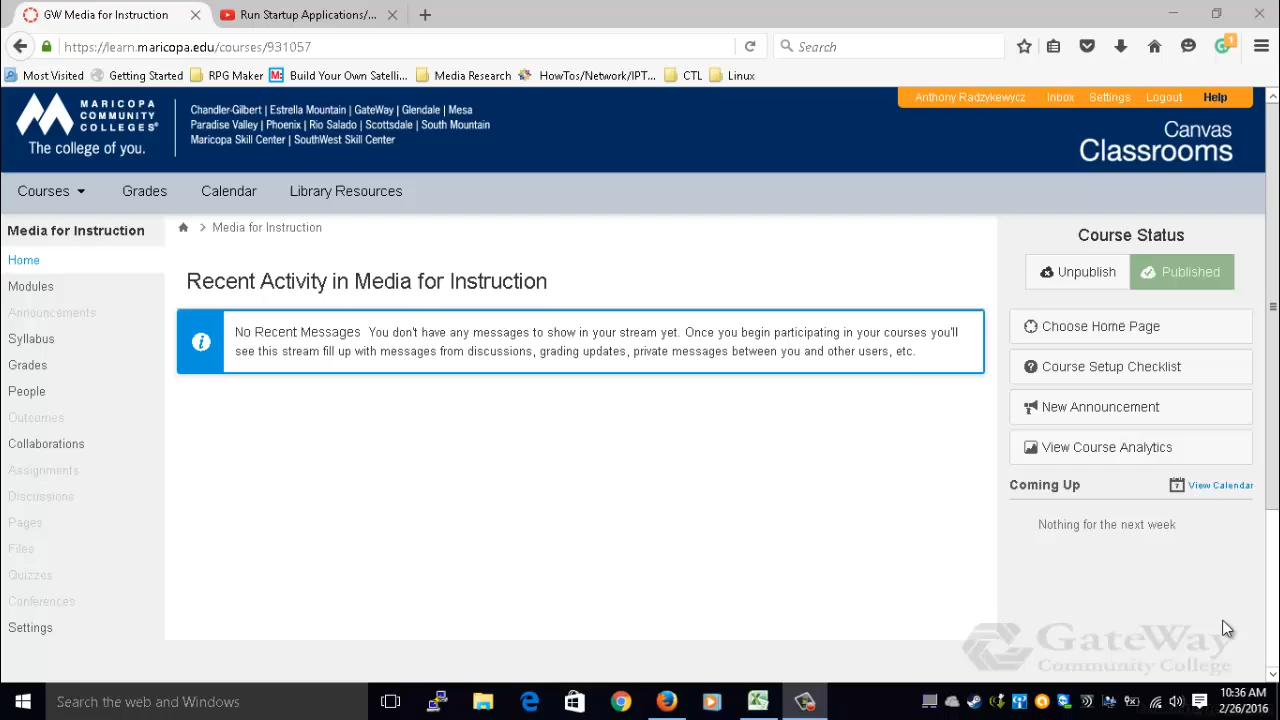 GW Media for Instruction
Run Startup Applications/...
https://learn.maricopa.edu/courses/931057
Search
1
Most Visited
Getting Started
RPG Maker
M:
Build Your Own Satelli...
Media Research
HowTos/Network/IPT...
CTL
Linux
MARICOPA
COMMUNITY
COLLEGES®
The college of you.
Chandler-Gilbert | Estrella Mountain | GateWay | Glendale | Mesa
Paradise Valley | Phoenix | Rio Salado | Scottsdale | South Mountain
Maricopa Skill Center | SouthWest Skill Center
Anthony Radzykewycz Inbox Settings Logout Help
Canvas
Classrooms
Courses Grades Calendar Library Resources
Media for Instruction
Home
Modules
Announcements
Syllabus
Grades
People
Outcomes
Collaborations
Assignments
Discussions
Pages
Files
Quizzes
Conferences
Settings
> Media for Instruction
Recent Activity in Media for Instruction
No Recent Messages You don't have any messages to show in your stream yet. Once you begin participating in your courses you'll
see this stream fill up with messages from discussions, grading updates, private messages between you and other users, etc.
Course Status
Unpublish Published
Choose Home Page
Course Setup Checklist
New Announcement
View Course Analytics
Coming Up
View Calendar
Nothing for the next week
GateWay
Community College
Search the web and Windows
10:36 AM
2/26/2016